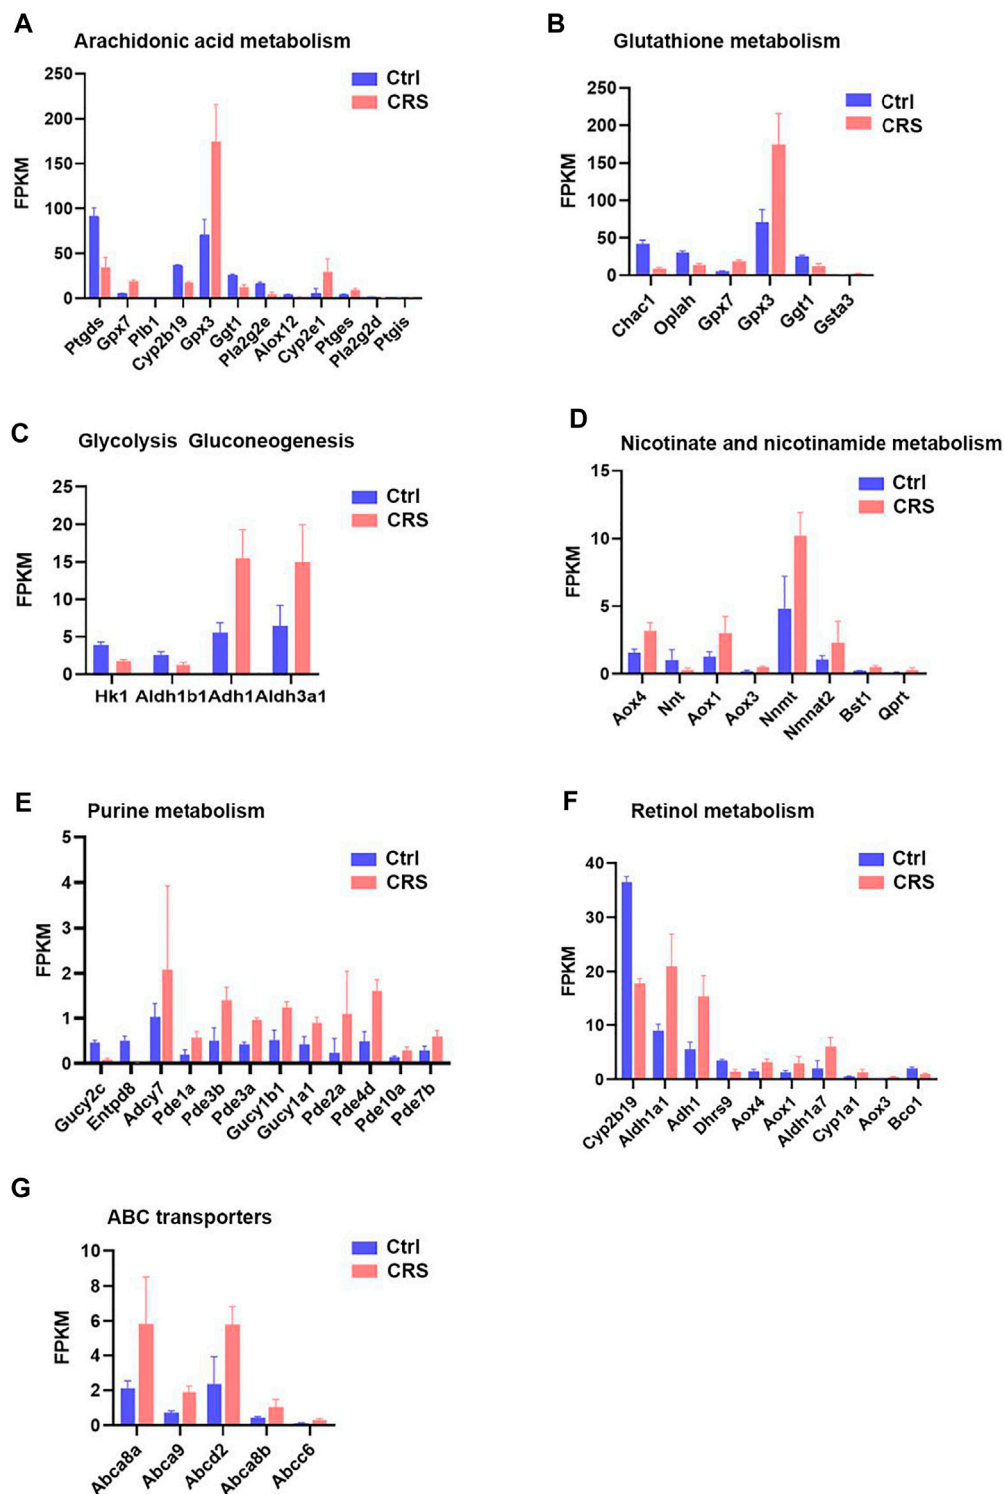 A
Arachidonic acid metabolism
Ctrl
CRS
FPKM
250
200
150
100
50
0
Ptgds
Gpx7
Plb1
Cyp2b19
Gpx3
Ggt1
Pla2g2e
Alox12
Cyp2e1
Ptges
Pla2g2d
Ptgis
B
Glutathione metabolism
Ctrl
CRS
FPKM
250
200
150
100
50
0
Chac1
Oplah
Gpx7
Gpx3
Ggt1
Gsta3
C
Glycolysis Gluconeogenesis
Ctrl
CRS
FPKM
25
20
15
10
5
0
Hk1 Aldh1b1 Adh1 Aldh3a1
D
Nicotinate and nicotinamide metabolism
Ctrl
CRS
FPKM
15
10
5
0
Aox4
Nnt
Aox1
Aox3
Nnmt
Nmnat2
Bst1
Qprt
E
Purine metabolism
Ctrl
CRS
FPKM
5
4
3
2
1
0
Gucy2c
Entpd8
Adcy7
Pde1a
Pde3b
Pde3a
Gucy1b1
Gucy1a1
Pde2a
Pde4d
Pde10a
Pde7b
F
Retinol metabolism
Ctrl
CRS
FPKM
40
30
20
10
0
Cyp2b19
Aldh1a1
Adh1
Dhrs9
Aox4
Aox1
Aldh1a7
Cyp1a1
Aox3
Bco1
G
ABC transporters
Ctrl
CRS
FPKM
10
8
6
4
2
0
Abca8a
Abca9
Abcd2
Abca8b
Abcc6